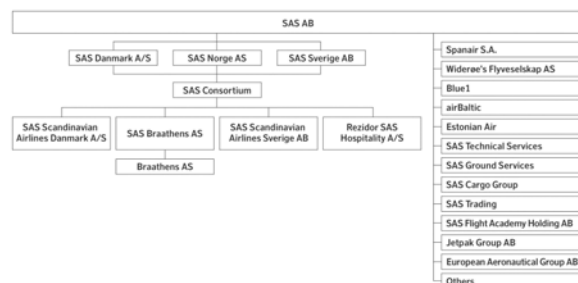 SAS AB
SAS Danmark A/S
SAS Norge AS
SAS Sverige AB
SAS Consortium
SAS Scandinavian
Airlines Danmark A/S
SAS Braathens AS
SAS Scandinavian
Airlines Sverige AB
Rezidor SAS
Hospitality A/S
Braathens AS
Spanair S.A.
Widerøe's Flyveselskap AS
Blue1
airBaltic
Estonian Air
SAS Technical Services
SAS Ground Services
SAS Cargo Group
SAS Trading
SAS Flight Academy Holding AB
Jetpak Group AB
European Aeronautical Group AB
Others